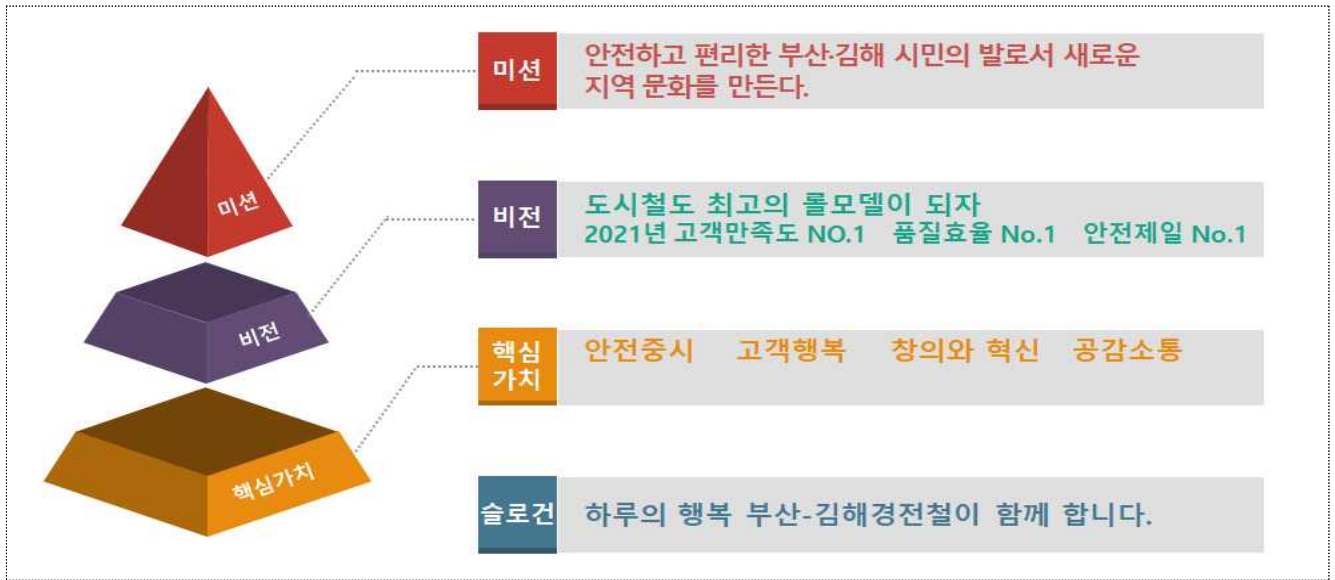 미션
안전하고 편리한 부산·김해 시민의 발로서 새로운
지역 문화를 만든다.
미션
비전
도시철도 최고의 롤모델이 되자
2021년 고객만족도 NO.1 품질효율 No.1 안전제일 No.1
비전
핵심
가치
안전중시 고객행복 창의와 혁신 공감소통
핵심가치
슬로건
하루의 행복 부산-김해경전철이 함께 합니다.